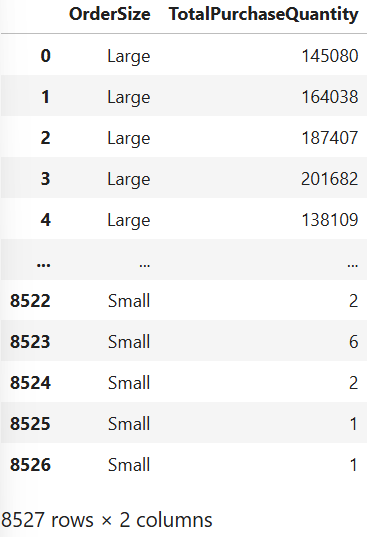 OrderSize TotalPurchaseQuantity
0 Large 145080
1 Large 164038
2 Large 187407
3 Large 201682
4 Large 138109
... ... ...
8522 Small 2
8523 Small 6
8524 Small 2
8525 Small 1
8526 Small 1
8527 rows × 2 columns